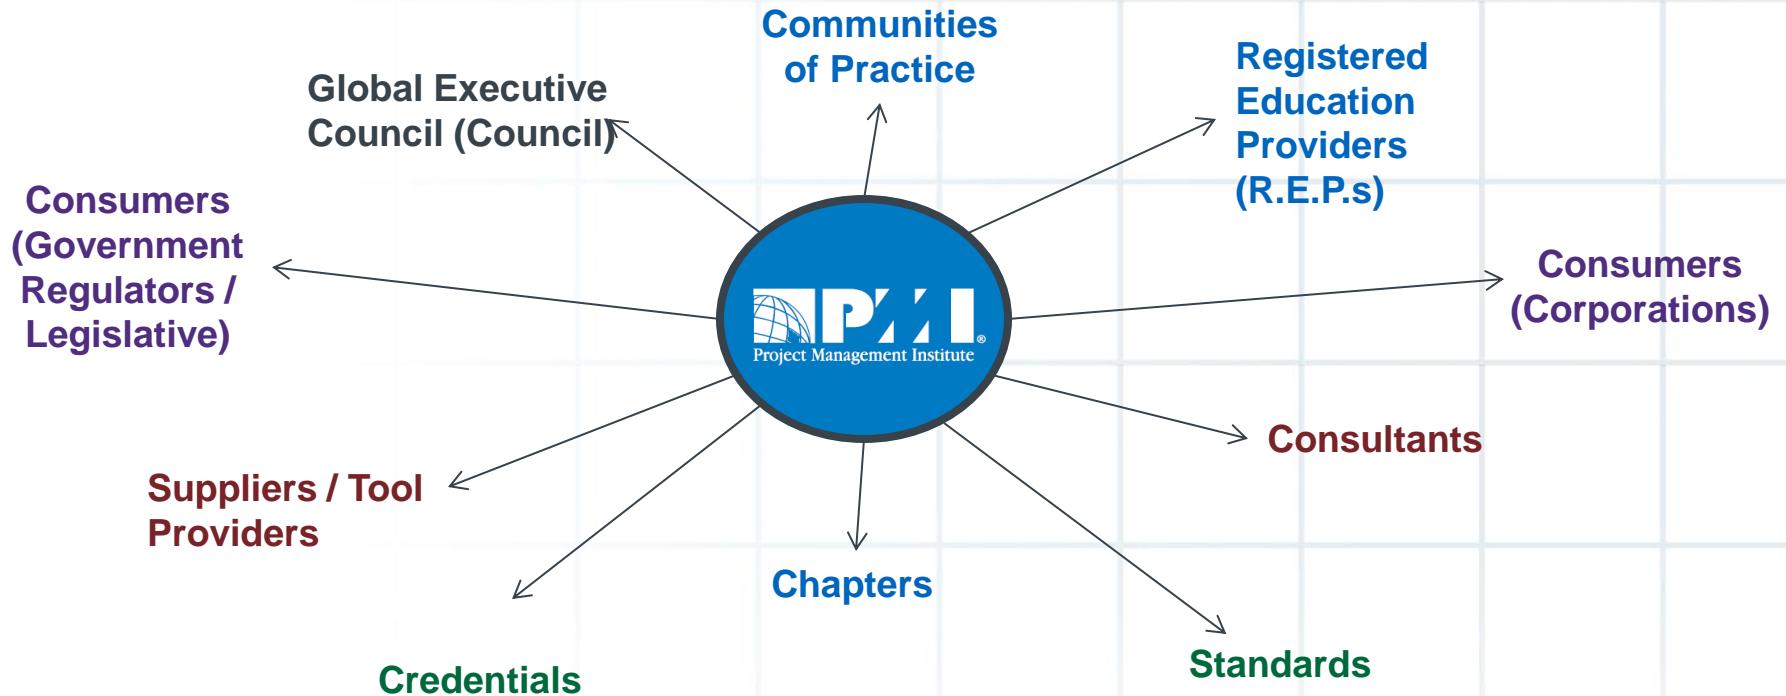 Communities
of Practice
Global Executive
Council (Council)
Registered
Education
Providers
(R.E.P.s)
Consumers
(Government
Regulators /
Legislative)
Consumers
(Corporations)
PMI®
Project Management Institute
Consultants
Suppliers / Tool
Providers
Chapters
Standards
Credentials